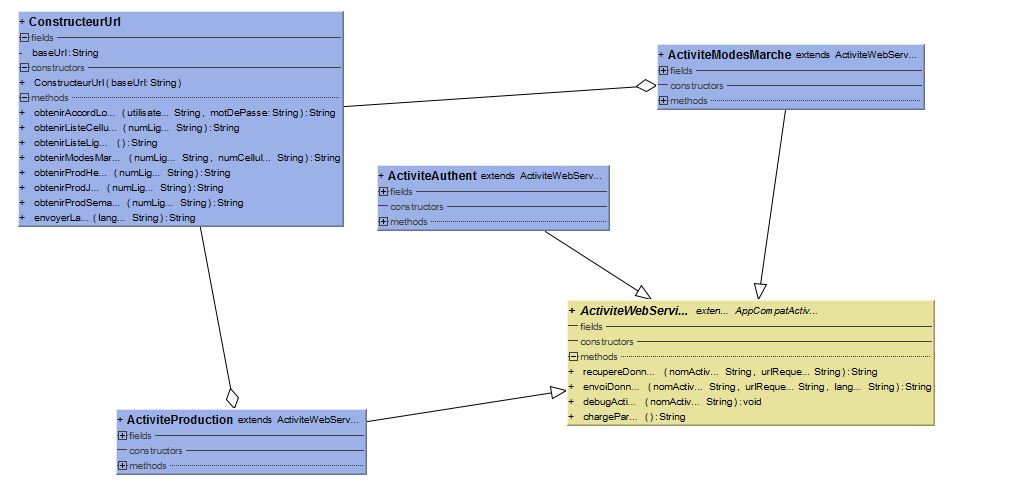 + ConstructeurUrl
fields
- baseUrl: String
constructors
+ ConstructeurUrl ( baseUrl: String )
methods
+ obtenirAccordLo... ( utilisate... String , motDePasse: String ) : String
+ obtenirListeCellu... ( numLig... String ) : String
+ obtenirListeLig... ( ) : String
+ obtenirModesMar... ( numLig... String , numCellul... String ) : String
+ obtenirProdHe... ( numLig... String ) : String
+ obtenirProdJ... ( numLig... String ) : String
+ obtenirProdSema... ( numLig... String ) : String
+ envoyerLa... ( lang... String ) : String
+ ActiviteModesMarche extends ActiviteWebServ...
fields
constructors
methods
+ ActiviteAuthent extends ActiviteWebServ...
fields
constructors
methods
+ ActiviteWebServi... exten... AppCompatActiv...
fields
constructors
methods
+ recupereDonn... ( nomActiv... String , urlReque... String ) : String
+ envoiDonn... ( nomActiv... String , urlReque... String , lang... String ) : String
+ debugActi... ( nomActiv... String ) : void
+ chargePar... ( ) : String
+ ActiviteProduction extends ActiviteWebServ...
fields
constructors
methods